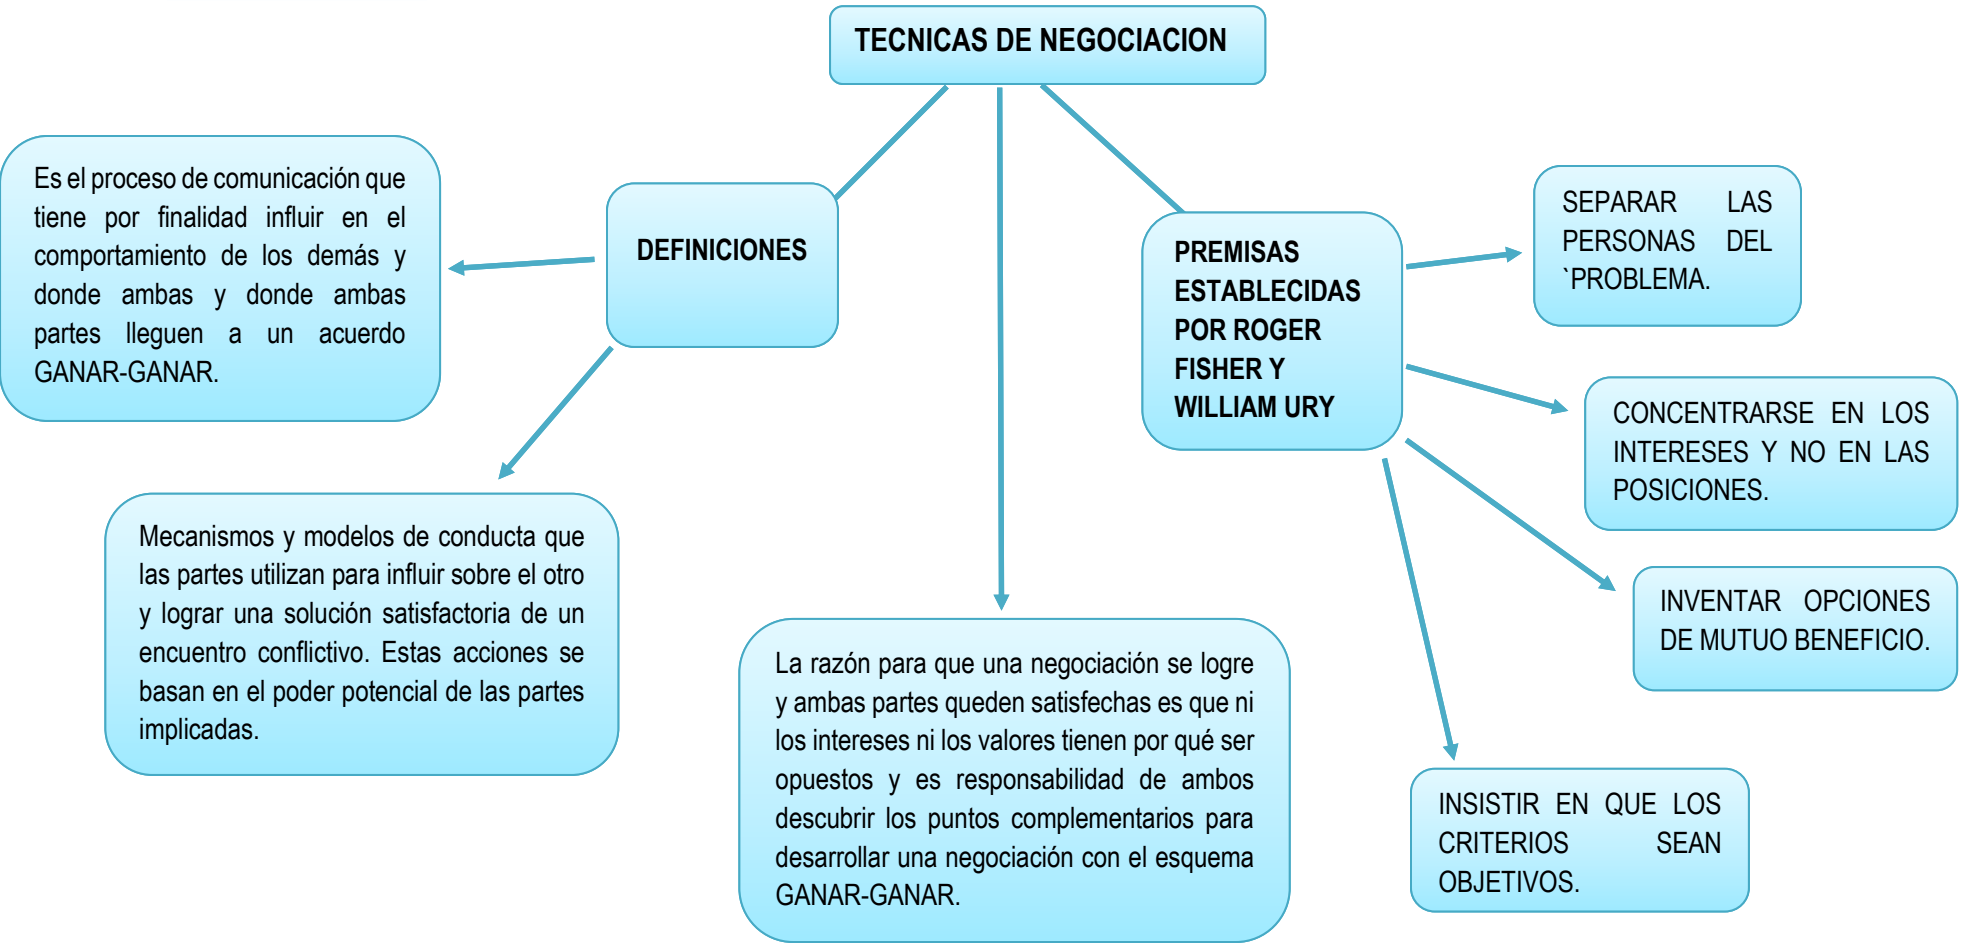 TECNICAS DE NEGOCIACION
Es el proceso de comunicación que
tiene por finalidad influir en el
comportamiento de los demás y
donde ambas y donde ambas
partes lleguen a un acuerdo
GANAR-GANAR.
DEFINICIONES
Mecanismos y modelos de conducta que
las partes utilizan para influir sobre el otro
y lograr una solución satisfactoria de un
encuentro conflictivo. Estas acciones se
basan en el poder potencial de las partes
implicadas.
La razón para que una negociación se logre
y ambas partes queden satisfechas es que ni
los intereses ni los valores tienen por qué ser
opuestos y es responsabilidad de ambos
descubrir los puntos complementarios para
desarrollar una negociación con el esquema
GANAR-GANAR.
PREMISAS
ESTABLECIDAS
POR ROGER
FISHER Y
WILLIAM URY
SEPARAR LAS
PERSONAS DEL
`PROBLEMA.
CONCENTRARSE EN LOS
INTERESES Y NO EN LAS
POSICIONES.
INVENTAR OPCIONES
DE MUTUO BENEFICIO.
INSISTIR EN QUE LOS
CRITERIOS SEAN
OBJETIVOS.